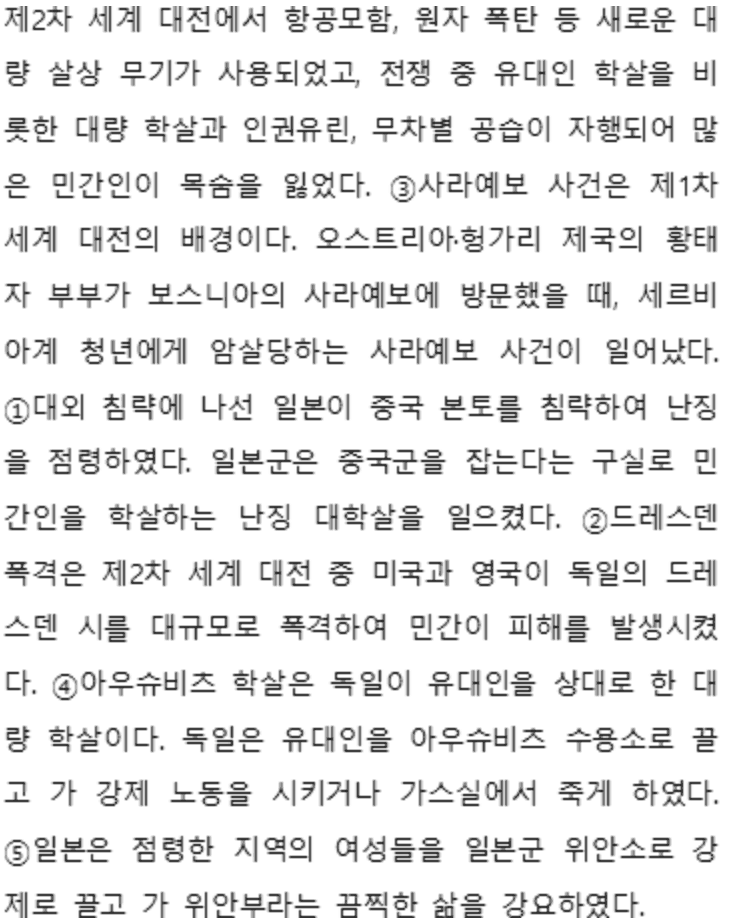 제2차 세계 대전에서 항공모함, 원자 폭탄 등 새로운 대
량 살상 무기가 사용되었고, 전쟁 중 유대인 학살을 비
롯한 대량 학살과 인권유린, 무차별 공습이 자행되어 많
은 민간인이 목숨을 잃었다. ③사라예보 사건은 제1차
세계 대전의 배경이다. 오스트리아·헝가리 제국의 황태
자 부부가 보스니아의 사라예보에 방문했을 때, 세르비
아계 청년에게 암살당하는 사라예보 사건이 일어났다.
①대외 침략에 나선 일본이 중국 본토를 침략하여 난징
을 점령하였다. 일본군은 중국군을 잡는다는 구실로 민
간인을 학살하는 난징 대학살을 일으켰다. ②드레스덴
폭격은 제2차 세계 대전 중 미국과 영국이 독일의 드레
스덴 시를 대규모로 폭격하여 민간이 피해를 발생시켰
다. ④아우슈비츠 학살은 독일이 유대인을 상대로 한 대
량 학살이다. 독일은 유대인을 아우슈비츠 수용소로 끌
고 가 강제 노동을 시키거나 가스실에서 죽게 하였다.
⑤일본은 점령한 지역의 여성들을 일본군 위안소로 강
제로 끌고 가 위안부라는 끔찍한 삶을 강요하였다.